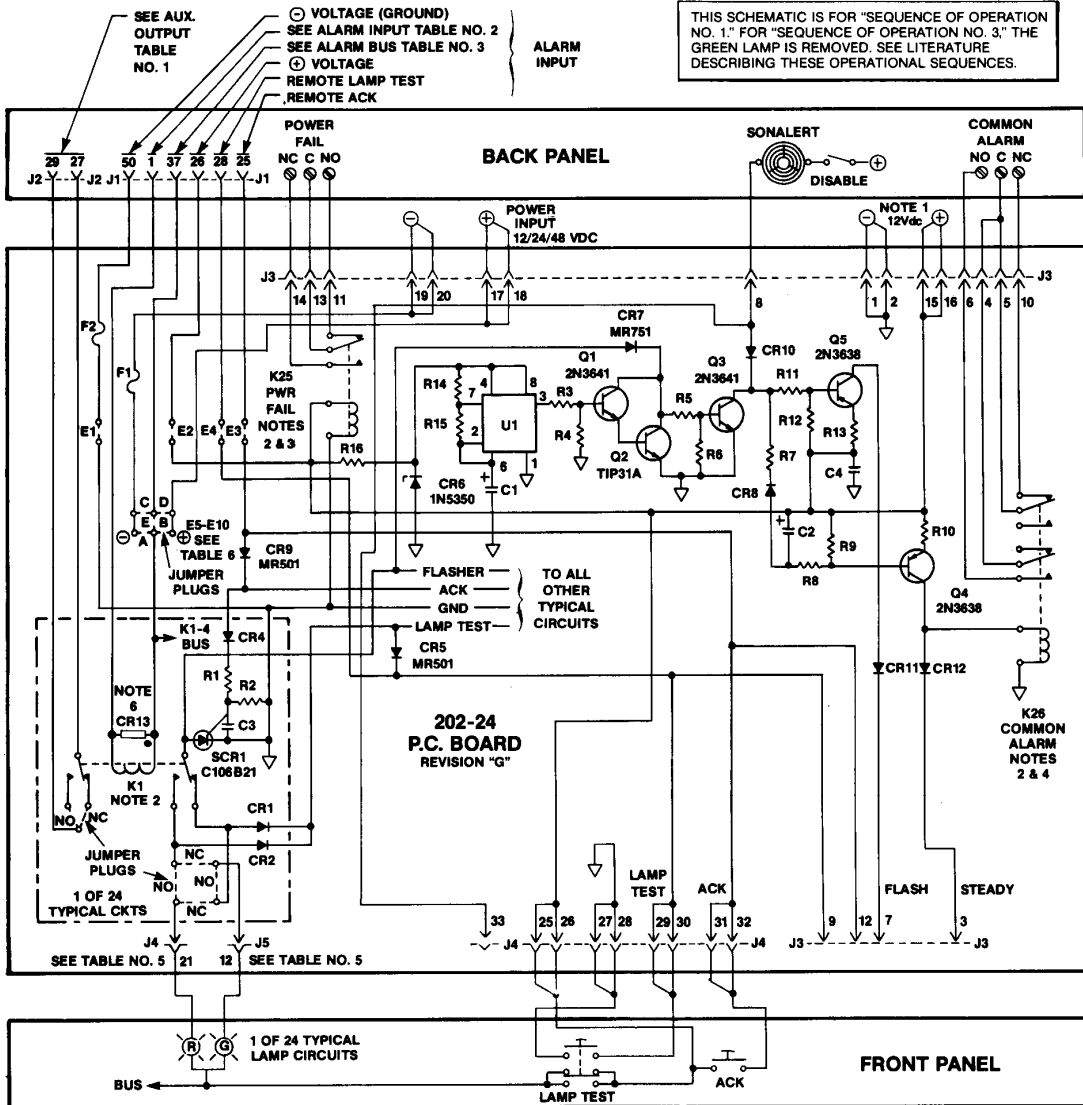 SEE AUX.
OUTPUT
TABLE
NO. 1
⊖ VOLTAGE (GROUND)
SEE ALARM INPUT TABLE NO. 2
SEE ALARM BUS TABLE NO. 3
⊕ VOLTAGE
REMOTE LAMP TEST
REMOTE ACK
ALARM
INPUT
THIS SCHEMATIC IS FOR "SEQUENCE OF OPERATION
NO. 1." FOR "SEQUENCE OF OPERATION NO. 3," THE
GREEN LAMP IS REMOVED. SEE LITERATURE
DESCRIBING THESE OPERATIONAL SEQUENCES.
29 27 50 1 37 26 28 25
J2 J2 J1 J1
POWER
FAIL
NC C NO
BACK PANEL
SONALERT
DISABLE ⊕
COMMON
ALARM
NO C NC
⊖ ⊕ POWER
INPUT
12/24/48 VDC
⊖ NOTE 1 ⊕
12Vdc
J3 J3
14 13 11 19 20 17 18 8 1 2 15 16 6 4 5 10
F2
F1
E1 E2 E4 E3
K25
PWR
FAIL
NOTES
2 & 3
R16
R14
R15
7 4 8 3 2 6 1
U1
CR6
1N5350
+ C1
R3
R4
Q1
2N3641
CR7
MR751
Q2
TIP31A
R5
R6
Q3
2N3641
CR10
R11
R12
Q5
2N3638
R13
C4
R7
CR8
+ C2
R9
R8
R10
Q4
2N3638
CR11 CR12
K26
COMMON
ALARM
NOTES
2 & 4
C D
E B
A
⊖ ⊕
E5-E10
SEE
TABLE 6
JUMPER
PLUGS
CR9
MR501
FLASHER
ACK
GND
LAMP TEST
TO ALL
OTHER
TYPICAL
CIRCUITS
CR5
MR501
K1-4
BUS
CR4
R1
R2
C3
SCR1
C106B21
NOTE
6
CR13
K1
NOTE 2
CR1
CR2
NO NC
JUMPER
PLUGS
NC
NO NO
NC
1 OF 24
TYPICAL CKTS
202-24
P.C. BOARD
REVISION "G"
J4 J5
SEE TABLE NO. 5 21 12 SEE TABLE NO. 5
LAMP
TEST
ACK
FLASH STEADY
33 25 26 27 28 29 30 31 32 9 12 7 3
J4 J4 J3 J3
R G
1 OF 24 TYPICAL
LAMP CIRCUITS
BUS
LAMP TEST
ACK
FRONT PANEL